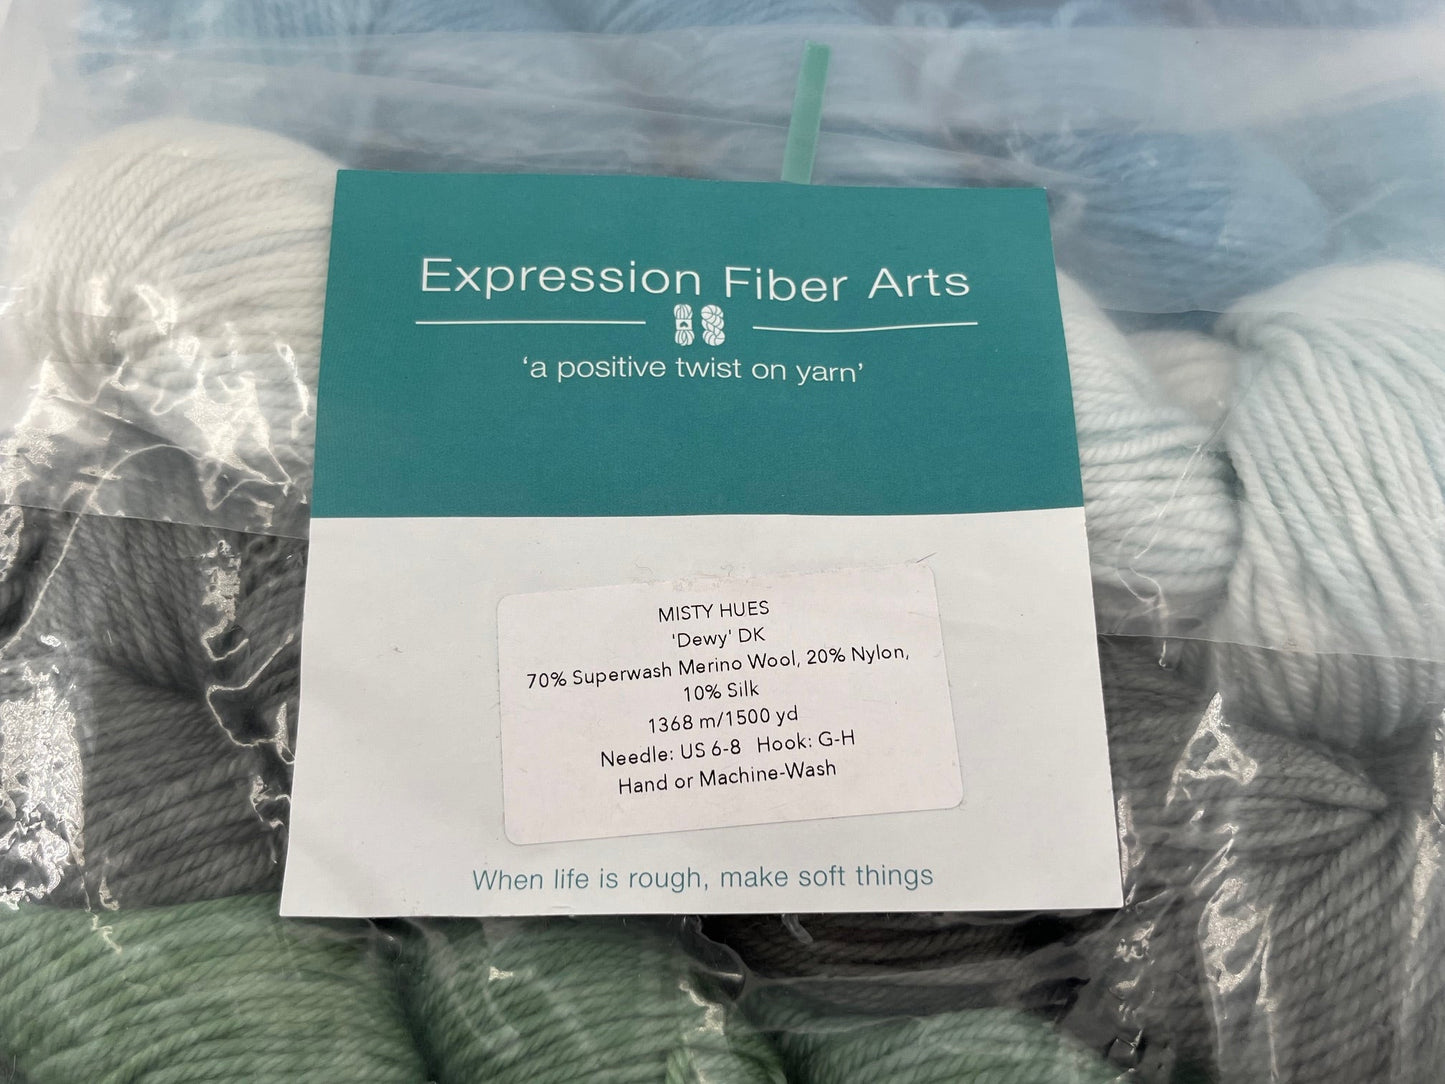 Expression Fiber Arts
‘a positive twist on yarn’
MISTY HUES
'Dewy' DK
70% Superwash Merino Wool, 20% Nylon,
10% Silk
1368 m/1500 yd
Needle: US 6-8 Hook: G-H
Hand or Machine-Wash
When life is rough, make soft things